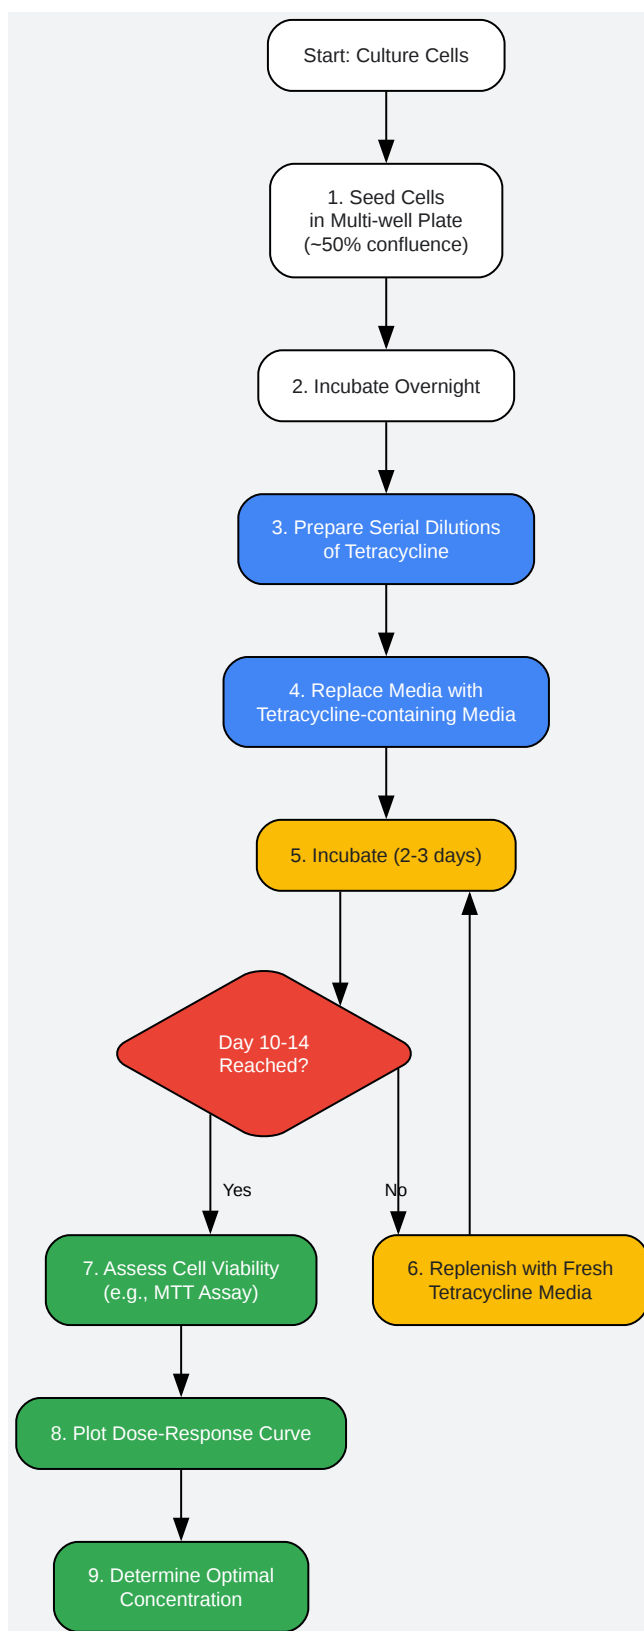 Start: Culture Cells
1. Seed Cells
in Multi-well Plate
(~50% confluence)
2. Incubate Overnight
3. Prepare Serial Dilutions
of Tetracycline
4. Replace Media with
Tetracycline-containing Media
5. Incubate (2-3 days)
Day 10-14
Reached?
Yes
No
7. Assess Cell Viability
(e.g., MTT Assay)
6. Replenish with Fresh
Tetracycline Media
8. Plot Dose-Response Curve
9. Determine Optimal
Concentration